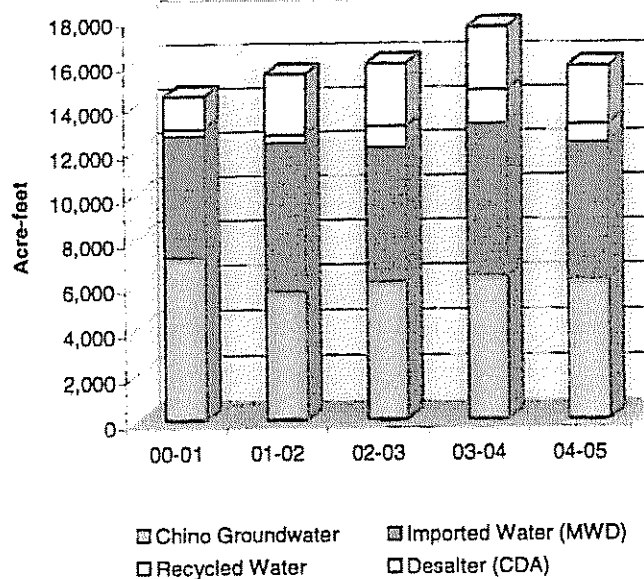 18,000
16,000
14,000
12,000
10,000
8,000
6,000
4,000
2,000
0
Acre-feet
00-01 01-02 02-03 03-04 04-05
Chino Groundwater Imported Water (MWD)
Recycled Water Desalter (CDA)